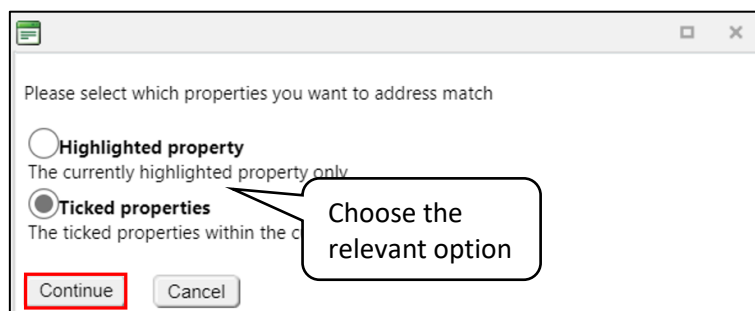 Please select which properties you want to address match
Highlighted property
The currently highlighted property only
Ticked properties
The ticked properties within the
Choose the
relevant option
Continue
Cancel